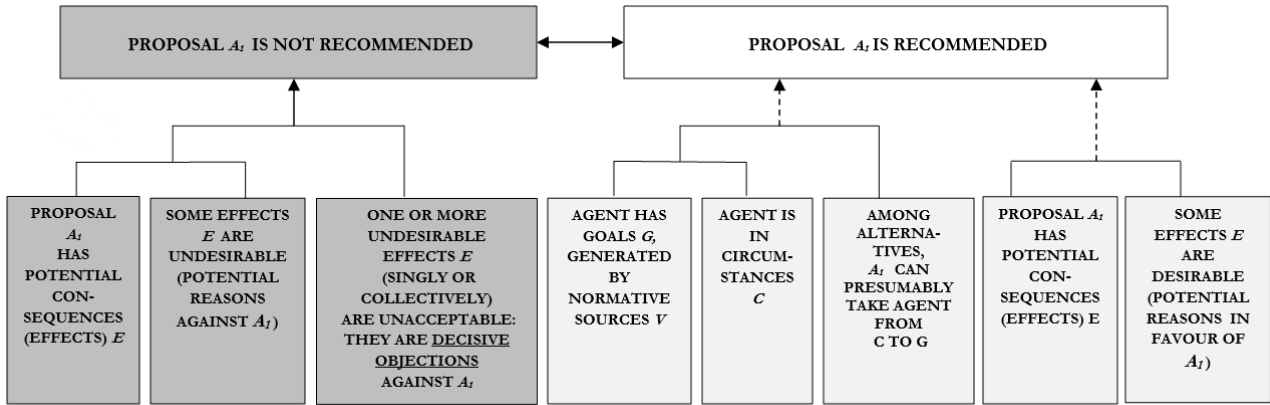 PROPOSAL A1 IS NOT RECOMMENDED
PROPOSAL A1 IS RECOMMENDED
PROPOSAL
A1
HAS
POTENTIAL
CON-
SEQUENCES
(EFFECTS) E
SOME EFFECTS
E ARE
UNDESIRABLE
(POTENTIAL
REASONS
AGAINST A1)
ONE OR MORE
UNDESIRABLE
EFFECTS E
(SINGLY OR
COLLECTIVELY)
ARE UNACCEPTABLE:
THEY ARE DECISIVE
OBJECTIONS
AGAINST A1
AGENT HAS
GOALS G,
GENERATED
BY
NORMATIVE
SOURCES V
AGENT IS
IN
CIRCUM-
STANCES
C
AMONG
ALTERNA-
TIVES,
A1 CAN
PRESUMABLY
TAKE AGENT
FROM
C TO G
PROPOSAL A1
HAS
POTENTIAL
CON-
SEQUENCES
(EFFECTS) E
SOME
EFFECTS E
ARE
DESIRABLE
(POTENTIAL
REASONS IN
FAVOUR OF
A1)